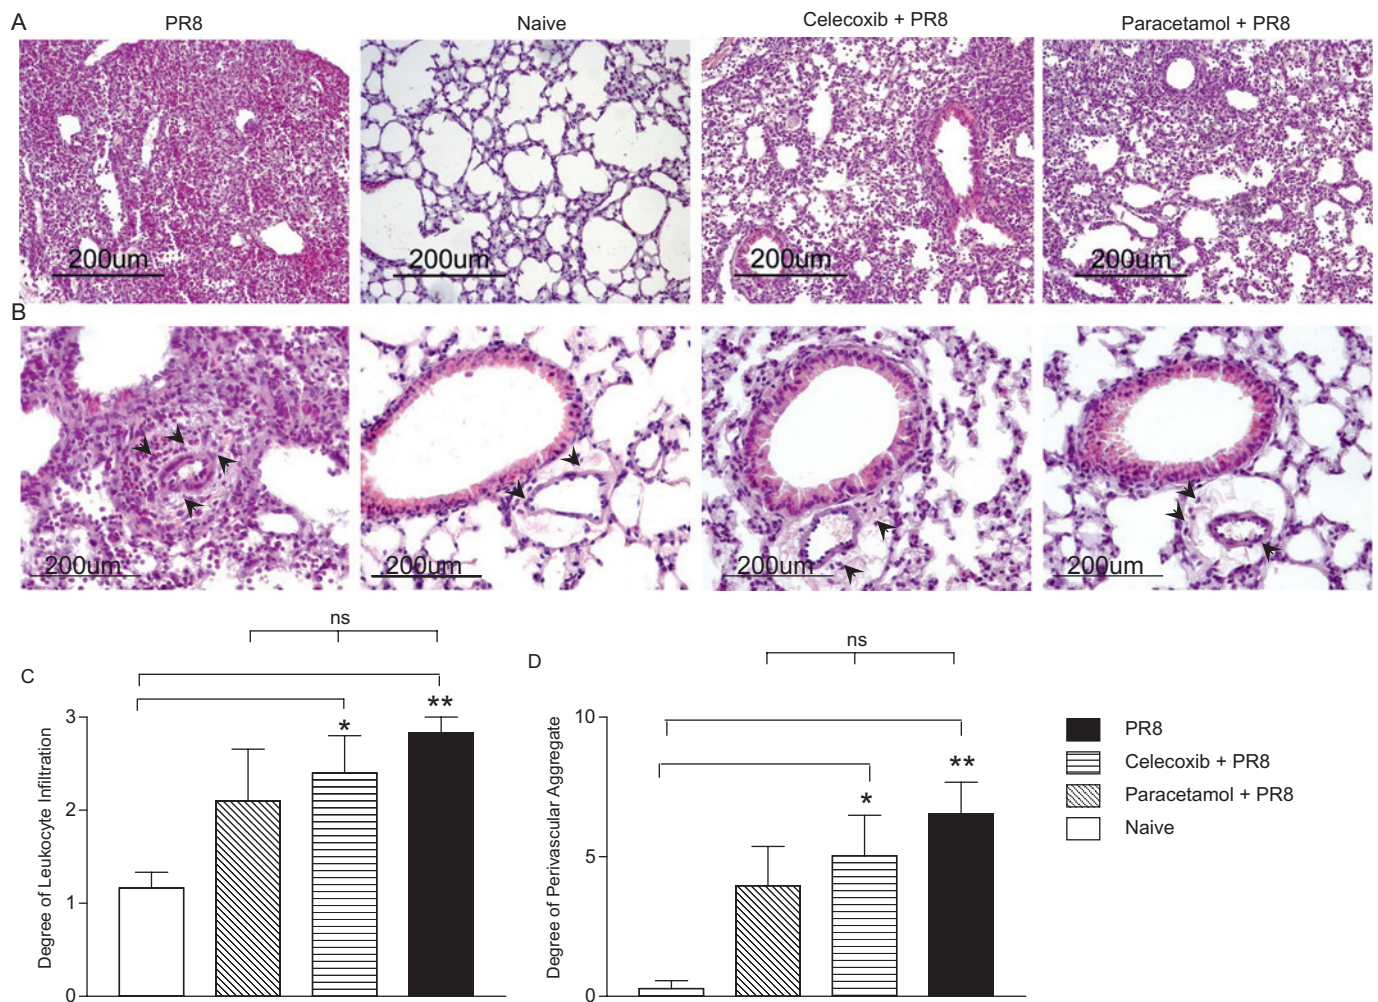 A
PR8
Naive
Celecoxib + PR8
Paracetamol + PR8
200um
200um
200um
200um
B
200um
200um
200um
200um
C
ns
Degree of Leukocyte Infiltration
3
2
1
0
*
**
D
ns
Degree of Perivascular Aggregate
10
5
0
*
**
PR8
Celecoxib + PR8
Paracetamol + PR8
Naive